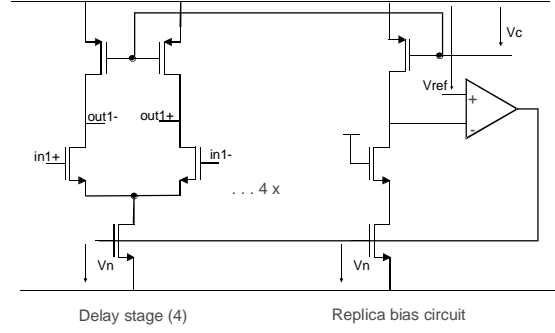 Vc
Vref
+
-
out1-
out1+
in1+
in1-
. . . 4 x
Vn
Vn
Delay stage (4)
Replica bias circuit